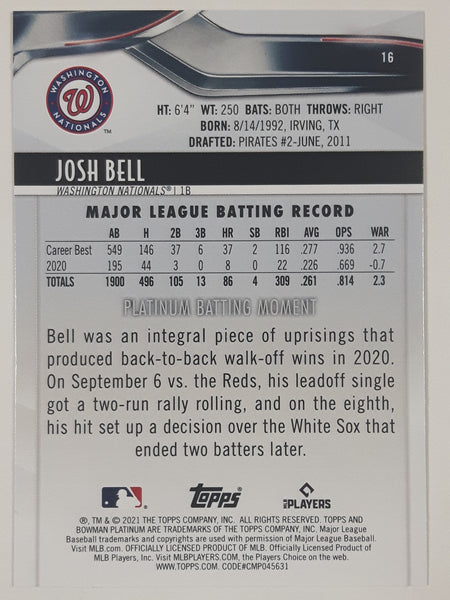 16
WASHINGTON
W
NATIONALS
TM
HT: 6'4" WT: 250 BATS: BOTH THROWS: RIGHT
BORN: 8/14/1992, IRVING, TX
DRAFTED: PIRATES #2-JUNE, 2011
JOSH BELL
WASHINGTON NATIONALS® | 1B
MAJOR LEAGUE BATTING RECORD
AB H 2B 3B HR SB RBI AVG OPS WAR
Career Best 549 146 37 6 37 2 116 .277 .936 2.7
2020 195 44 3 0 8 0 22 .226 .669 -0.7
TOTALS 1900 496 105 13 86 4 309 .261 .814 2.3
PLATINUM BATTING MOMENT
Bell was an integral piece of uprisings that
produced back-to-back walk-off wins in 2020.
On September 6 vs. the Reds, his leadoff single
got a two-run rally rolling, and on the eighth,
his hit set up a decision over the White Sox that
ended two batters later.
Topps
MLB PLAYERS
®, TM & © 2021 THE TOPPS COMPANY, INC. ALL RIGHTS RESERVED. TOPPS AND
BOWMAN PLATINUM ARE TRADEMARKS OF THE TOPPS COMPANY, INC. Major League
Baseball trademarks and copyrights are used with permission of Major League Baseball.
Visit MLB.com. OFFICIALLY LICENSED PRODUCT OF MLB. Officially Licensed Product of
MLB Players, Inc. Visit MLBPLAYERS.com, the Players Choice on the web.
WWW.TOPPS.COM. CODE#CMP045631